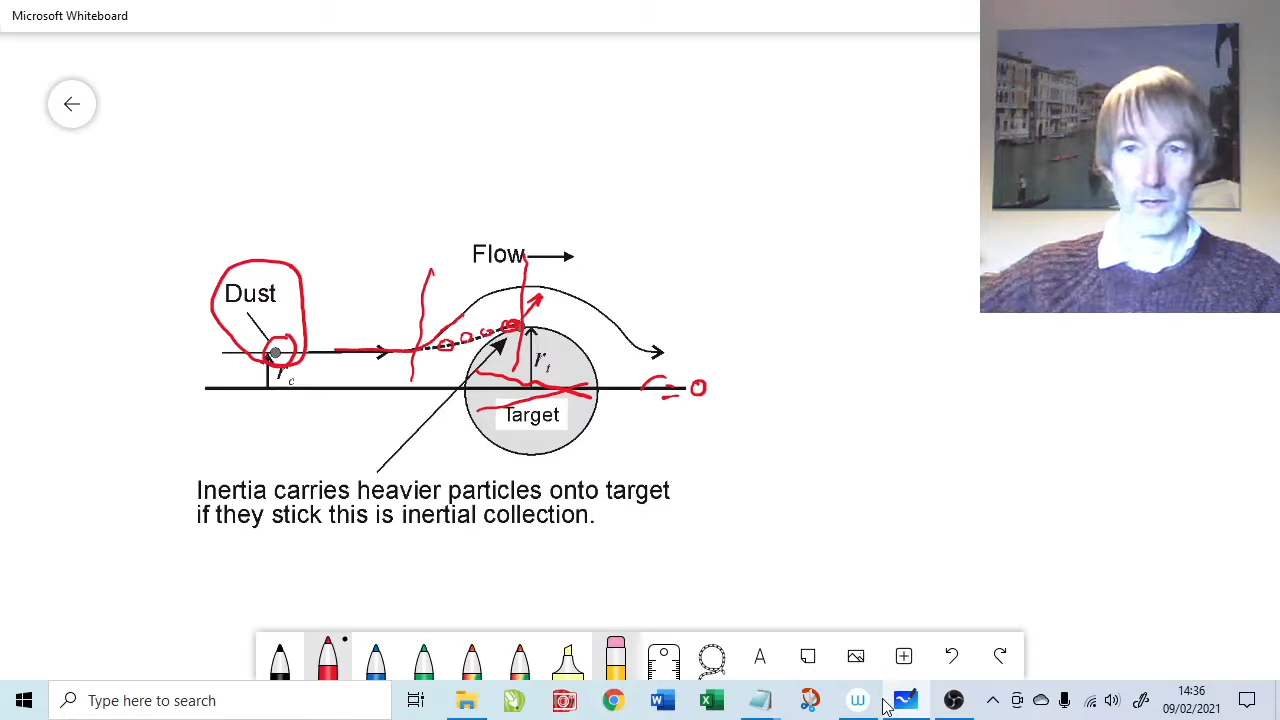 Microsoft Whiteboard
Flow
Dust
r c
r t
= 0
Target
Inertia carries heavier particles onto target
if they stick this is inertial collection.
A
Type here to search
W
X
w
14:36
09/02/2021